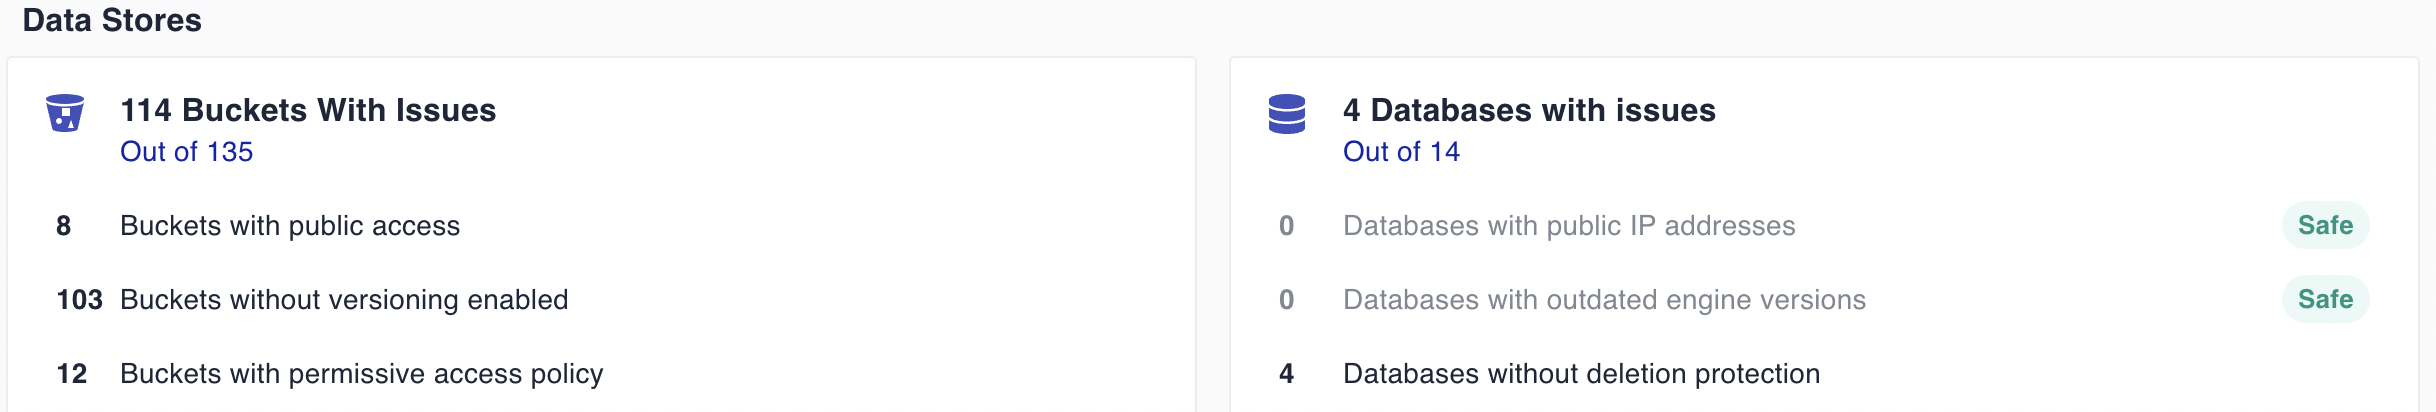 Data Stores
114 Buckets With Issues
Out of 135
8 Buckets with public access
103 Buckets without versioning enabled
12 Buckets with permissive access policy
4 Databases with issues
Out of 14
0 Databases with public IP addresses Safe
0 Databases with outdated engine versions Safe
4 Databases without deletion protection